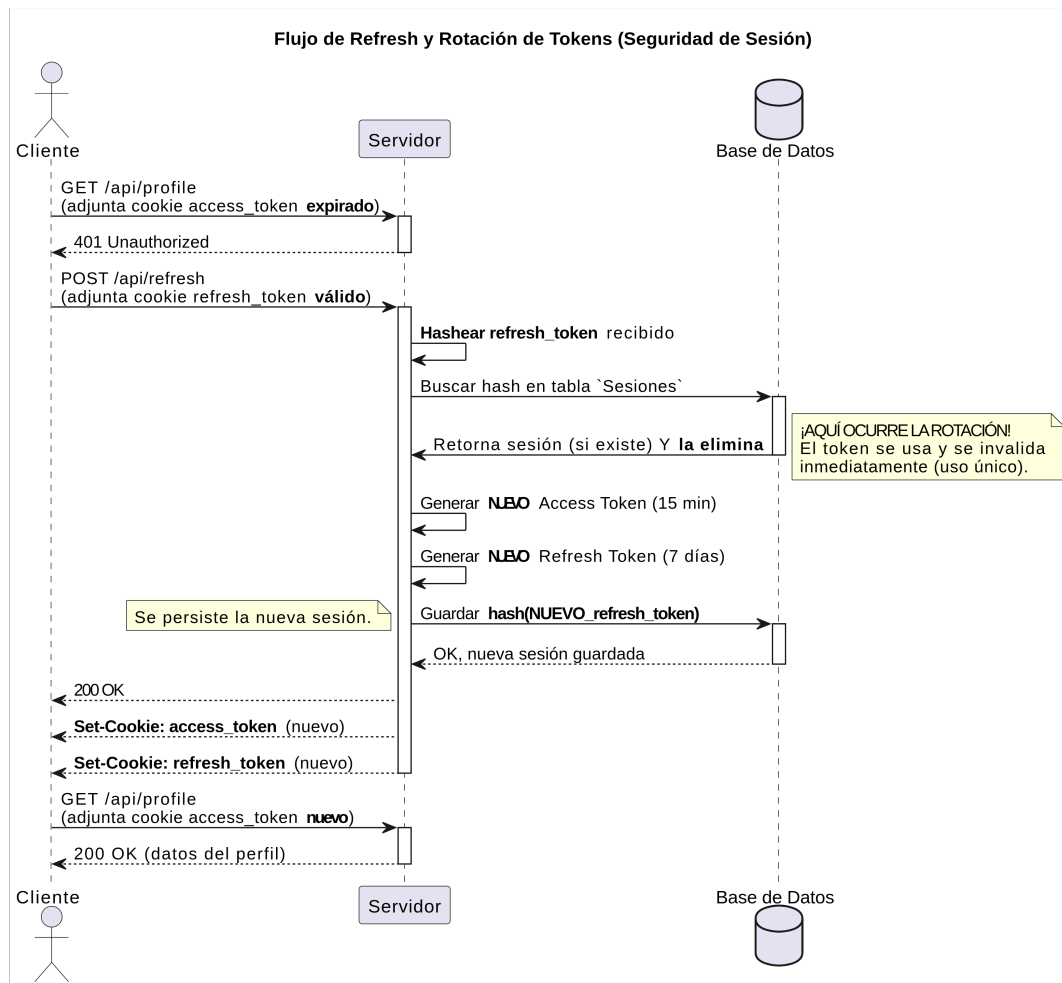 Flujo de Refresh y Rotación de Tokens (Seguridad de Sesión)
Cliente
Servidor
Base de Datos
GET /api/profile
(adjunta cookie access_token expirado)
401 Unauthorized
POST /api/refresh
(adjunta cookie refresh_token válido)
Hashear refresh_token recibido
Buscar hash en tabla `Sesiones`
¡AQUÍ OCURRE LA ROTACIÓN!
El token se usa y se invalida
inmediatamente (uso único).
Retorna sesión (si existe) Y la elimina
Generar NUEVO Access Token (15 min)
Generar NUEVO Refresh Token (7 días)
Se persiste la nueva sesión.
Guardar hash(NUEVO_refresh_token)
OK, nueva sesión guardada
200 OK
Set-Cookie: access_token (nuevo)
Set-Cookie: refresh_token (nuevo)
GET /api/profile
(adjunta cookie access_token nuevo)
200 OK (datos del perfil)
Cliente
Servidor
Base de Datos